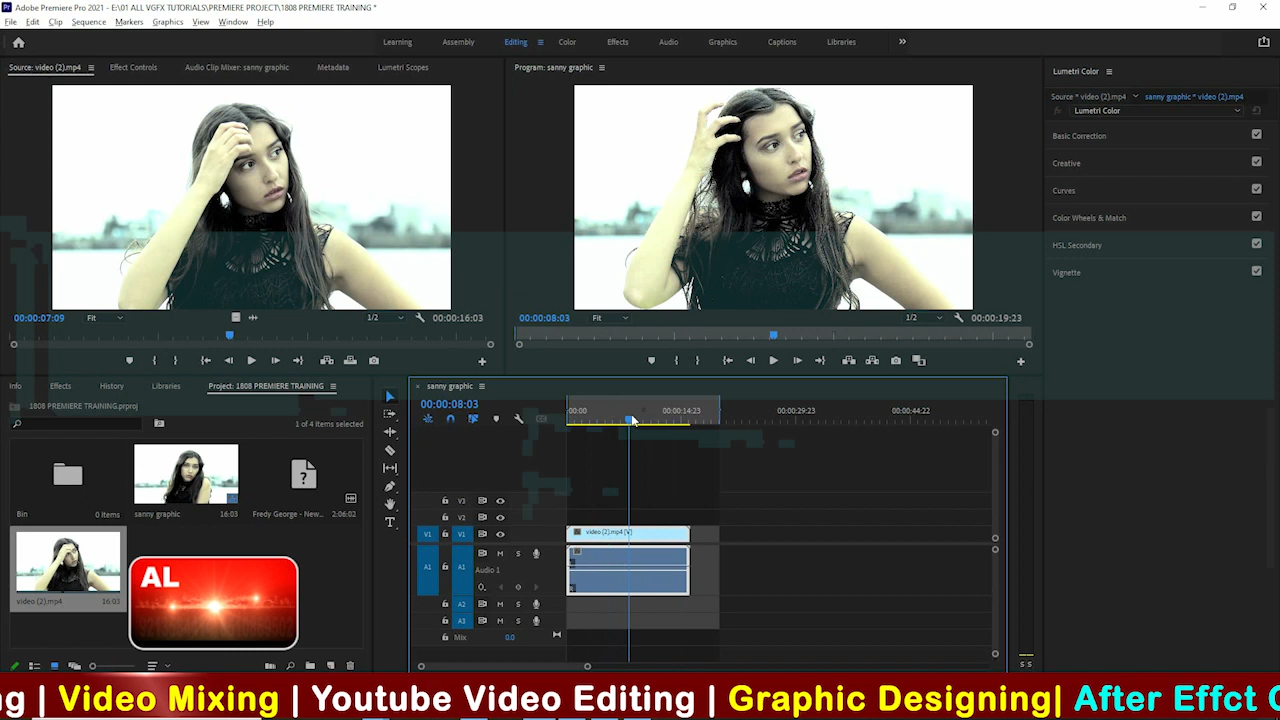 Adobe Premiere Pro 2021 - E:\01 ALL VGFX TUTORIALS\PREMIERE PROJECT\1808 PREMIERE TRAINING *
File Edit Clip Sequence Markers Graphics View Window Help
Learning Assembly Editing Color Effects Audio Graphics Captions Libraries
Source: video (2).mp4 Effect Controls Audio Clip Mixer: sanny graphic Metadata Lumetri Scopes
Program: sanny graphic
Lumetri Color
Source * video (2).mp4 sanny graphic * video (2).mp4
fx Lumetri Color
Basic Correction
Creative
Curves
Color Wheels & Match
HSL Secondary
Vignette
00:00:07:09 Fit 1/2 00:00:16:03
00:00:08:03 Fit 1/2 00:00:19:23
Info Effects History Libraries Project: 1808 PREMIERE TRAINING
1808 PREMIERE TRAINING.prproj
1 of 4 items selected
Bin 0 items
sanny graphic 16:03
Fredy George - New... 2:06:02
video (2).mp4 16:03
AL
sanny graphic
00:00:08:03
:00:00 00:00:14:23 00:00:29:23 00:00:44:22
V3
V2
V1 V1 video (2).mp4 [V]
A1 A1 M S
Audio 1
A2 M S
A3 M S
Mix 0.0
S S
ng | Video Mixing | Youtube Video Editing | Graphic Designing| After Effct